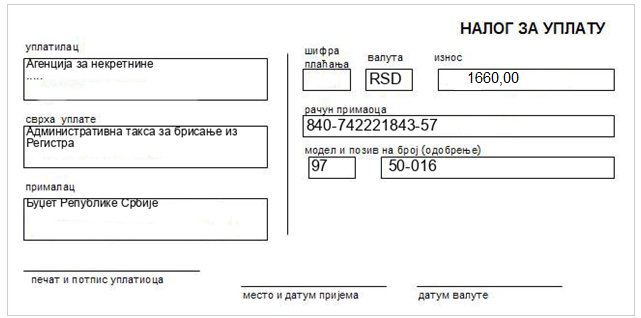 НАЛОГ ЗА УПЛАТУ
уплатилац
Агенција за некретнине
.....
сврха уплате
Административна такса за брисање из
Регистра
прималац
Буџет Републике Србије
печат и потпис уплатиоца
шифра
плаћања
валута
износ
RSD
1660,00
рачун примаоца
840-742221843-57
модел и позив на број (одобрење)
97
50-016
место и датум пријема
датум валуте